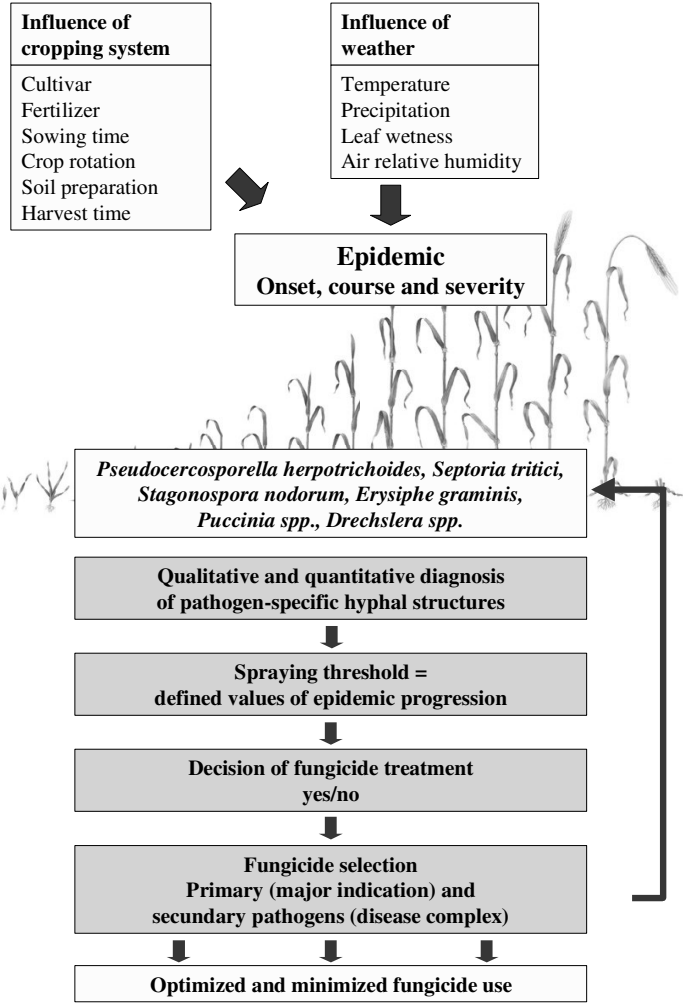 Influence of
cropping system
Cultivar
Fertilizer
Sowing time
Crop rotation
Soil preparation
Harvest time
Influence of
weather
Temperature
Precipitation
Leaf wetness
Air relative humidity
Epidemic
Onset, course and severity
Pseudocercosporella herpotrichoides, Septoria tritici,
Stagonospora nodorum, Erysiphe graminis,
Puccinia spp., Drechslera spp.
Qualitative and quantitative diagnosis
of pathogen-specific hyphal structures
Spraying threshold =
defined values of epidemic progression
Decision of fungicide treatment
yes/no
Fungicide selection
Primary (major indication) and
secundary pathogens (disease complex)
Optimized and minimized fungicide use